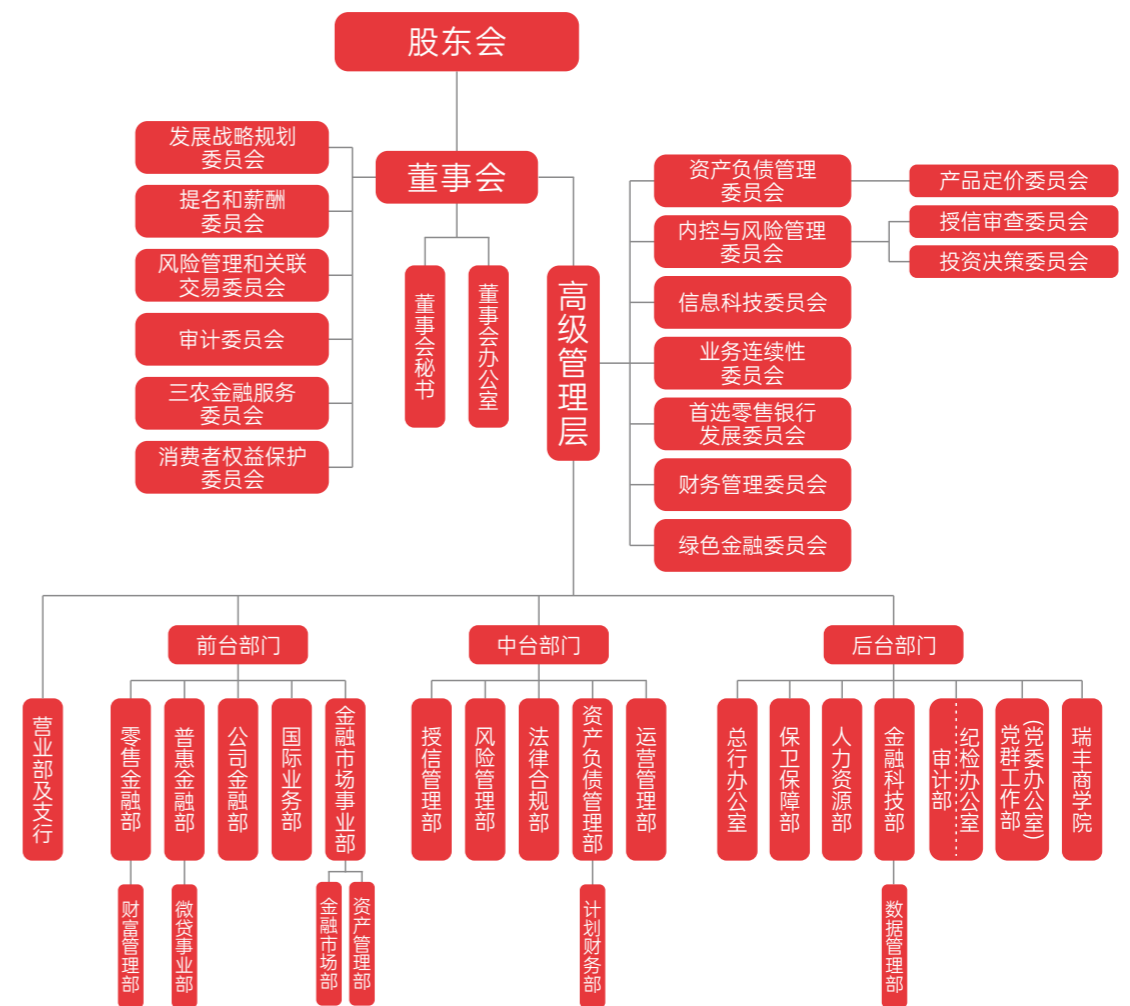 股东会
董事会
发展战略规划
委员会
提名和薪酬
委员会
风险管理和关联
交易委员会
审计委员会
三农金融服务
委员会
消费者权益保护
委员会
董事会秘书
董事会办公室
高级管理层
资产负债管理
委员会
产品定价委员会
内控与风险管理
委员会
授信审查委员会
投资决策委员会
信息科技委员会
业务连续性
委员会
首选零售银行
发展委员会
财务管理委员会
绿色金融委员会
前台部门
中台部门
后台部门
营业部及支行
零售金融部
普惠金融部
公司金融部
国际业务部
金融市场事业部
授信管理部
风险管理部
法律合规部
资产负债管理部
运营管理部
总行办公室
保卫保障部
人力资源部
金融科技部
纪检办公室
审计部
(党委办公室)
党群工作部
瑞丰商学院
财富管理部
微贷事业部
金融市场部
资产管理部
计划财务部
数据管理部